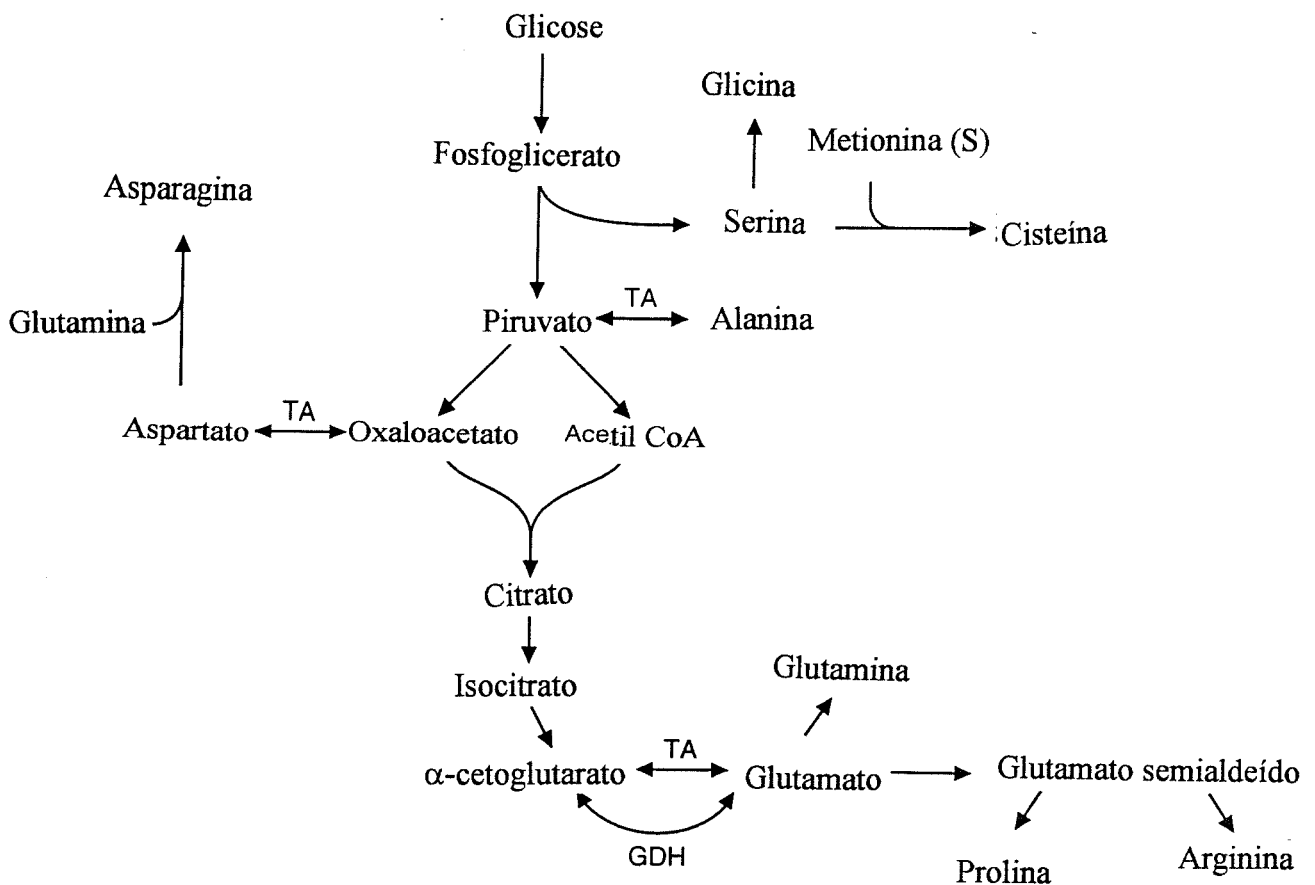 Glicose
Glicina
Fosfoglicerato
Metionina (S)
Asparagina
Serina
Cisteína
Glutamina
Piruvato
TA
Alanina
Aspartato
TA
Oxaloacetato
Acetil CoA
Citrato
Isocitrato
Glutamina
α-cetoglutarato
TA
Glutamato
Glutamato semialdeído
GDH
Prolina
Arginina